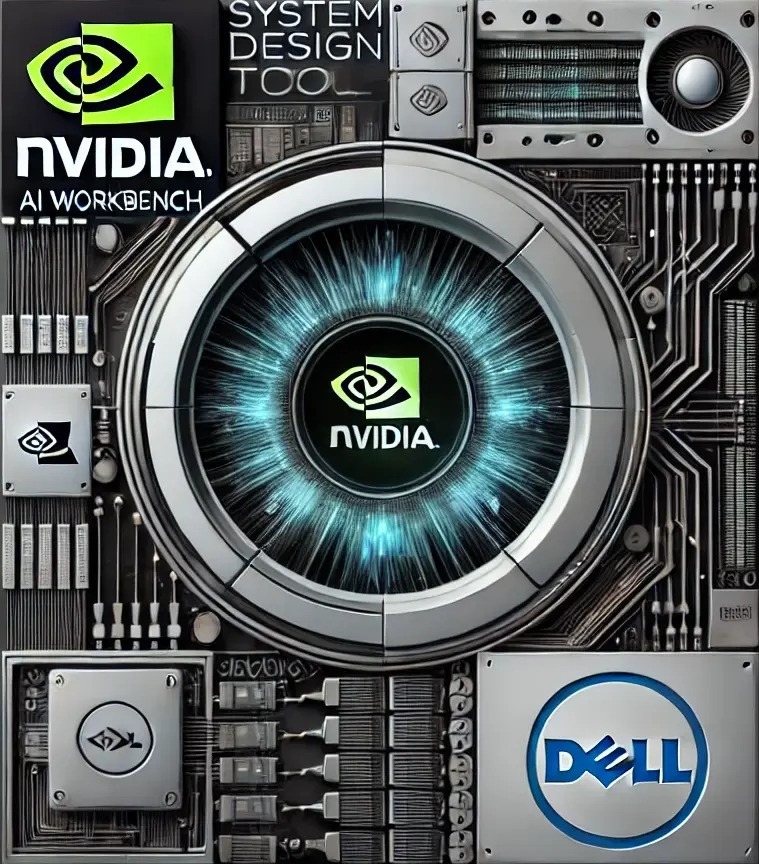 SYSTEM
DESIGN
TOOL
NVIDIA.
AI WORKBENCH
NVIDIA.
DELL